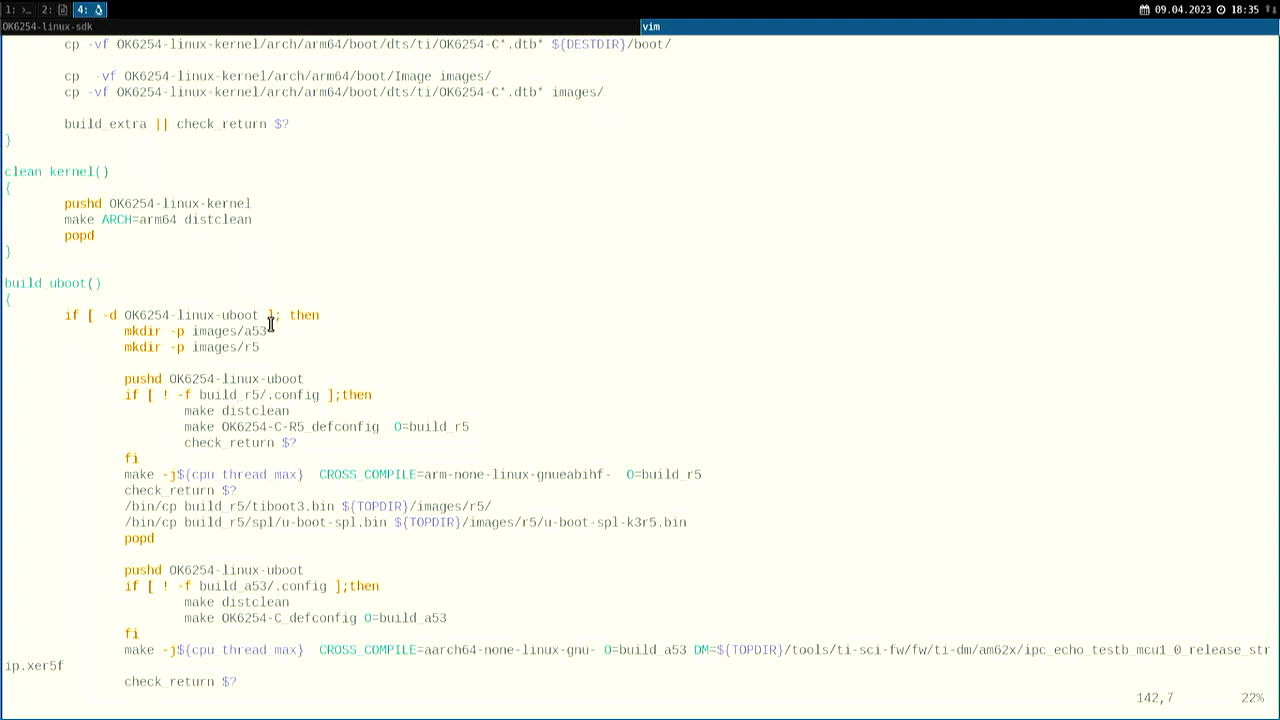 1: >_ 2: 4: 09.04.2023 18:35
OK6254-linux-sdk vim
cp -vf OK6254-linux-kernel/arch/arm64/boot/dts/ti/OK6254-C*.dtb* ${DESTDIR}/boot/
cp  -vf OK6254-linux-kernel/arch/arm64/boot/Image images/
cp -vf OK6254-linux-kernel/arch/arm64/boot/dts/ti/OK6254-C*.dtb* images/
build_extra || check_return $?
}
clean_kernel()
{
pushd OK6254-linux-kernel
make ARCH=arm64 distclean
popd
}
build_uboot()
{
if [ -d OK6254-linux-uboot ]; then
mkdir -p images/a53
mkdir -p images/r5
pushd OK6254-linux-uboot
if [ ! -f build_r5/.config ];then
make distclean
make OK6254-C-R5_defconfig  O=build_r5
check_return $?
fi
make -j${cpu_thread_max}  CROSS_COMPILE=arm-none-linux-gnueabihf-  O=build_r5
check_return $?
/bin/cp build_r5/tiboot3.bin ${TOPDIR}/images/r5/
/bin/cp build_r5/spl/u-boot-spl.bin ${TOPDIR}/images/r5/u-boot-spl-k3r5.bin
popd
pushd OK6254-linux-uboot
if [ ! -f build_a53/.config ];then
make distclean
make OK6254-C_defconfig O=build_a53
fi
make -j${cpu_thread_max}  CROSS_COMPILE=aarch64-none-linux-gnu- O=build_a53 DM=${TOPDIR}/tools/ti-sci-fw/fw/ti-dm/am62x/ipc_echo_testb_mcu1_0_release_str
ip.xer5f
check_return $?
142,7 22%